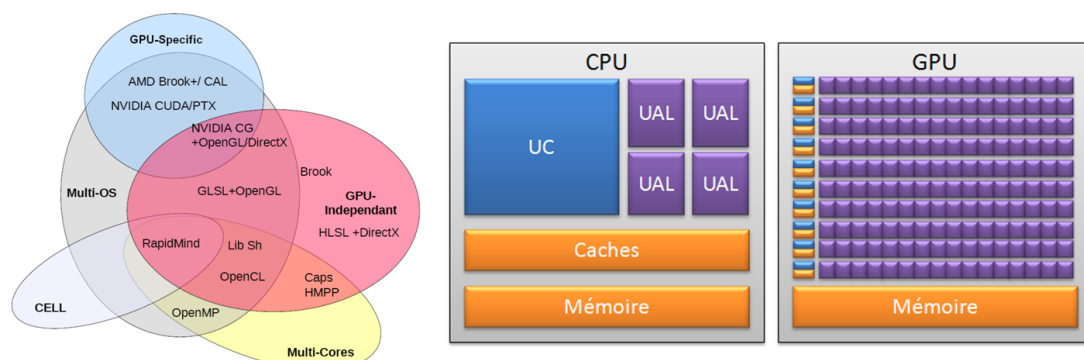 GPU-Specific
AMD Brook+/ CAL
NVIDIA CUDA/PTX
NVIDIA CG
+OpenGL/DirectX
Brook
Multi-OS
GLSL+OpenGL
GPU-
Independant
HLSL +DirectX
RapidMind
Lib Sh
OpenCL
Caps
HMPP
CELL
OpenMP
Multi-Cores
CPU
UC
UAL
UAL
UAL
UAL
Caches
Mémoire
GPU
Mémoire